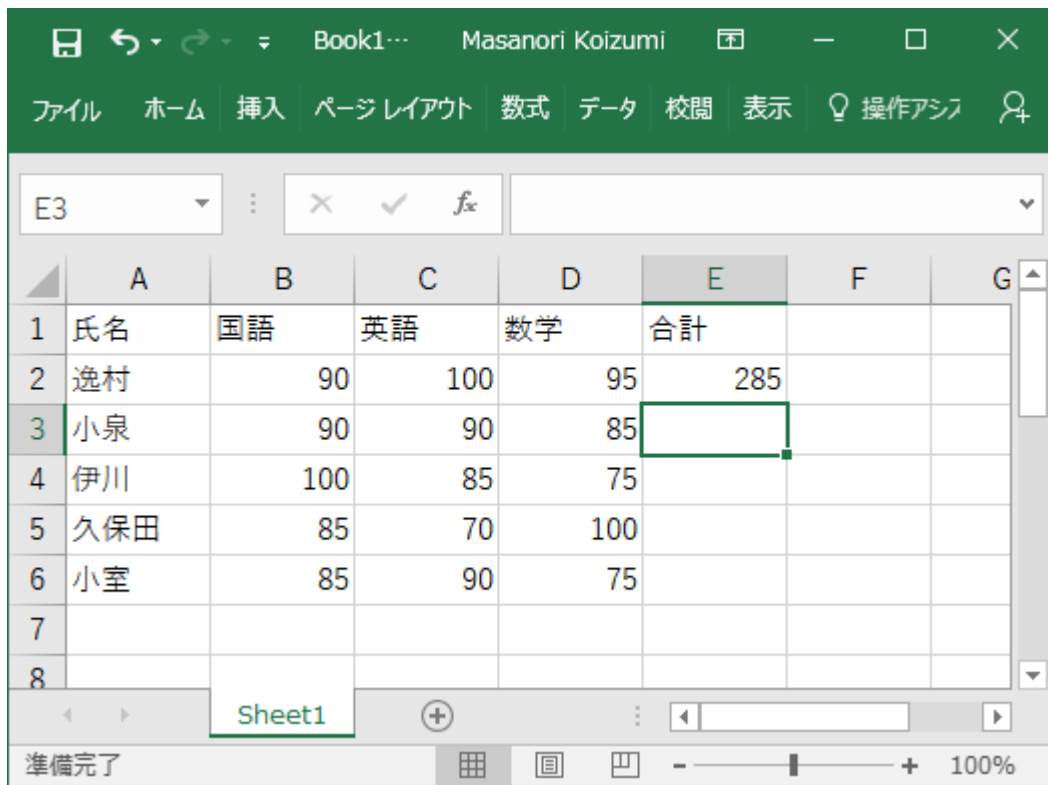 Book1… Masanori Koizumi
ファイル ホーム 挿入 ページ レイアウト 数式 データ 校閲 表示 操作アシス
E3 fx
A B C D E F G
1 氏名 国語 英語 数学 合計
2 逸村 90 100 95 285
3 小泉 90 90 85
4 伊川 100 85 75
5 久保田 85 70 100
6 小室 85 90 75
7
8
Sheet1
準備完了 100%